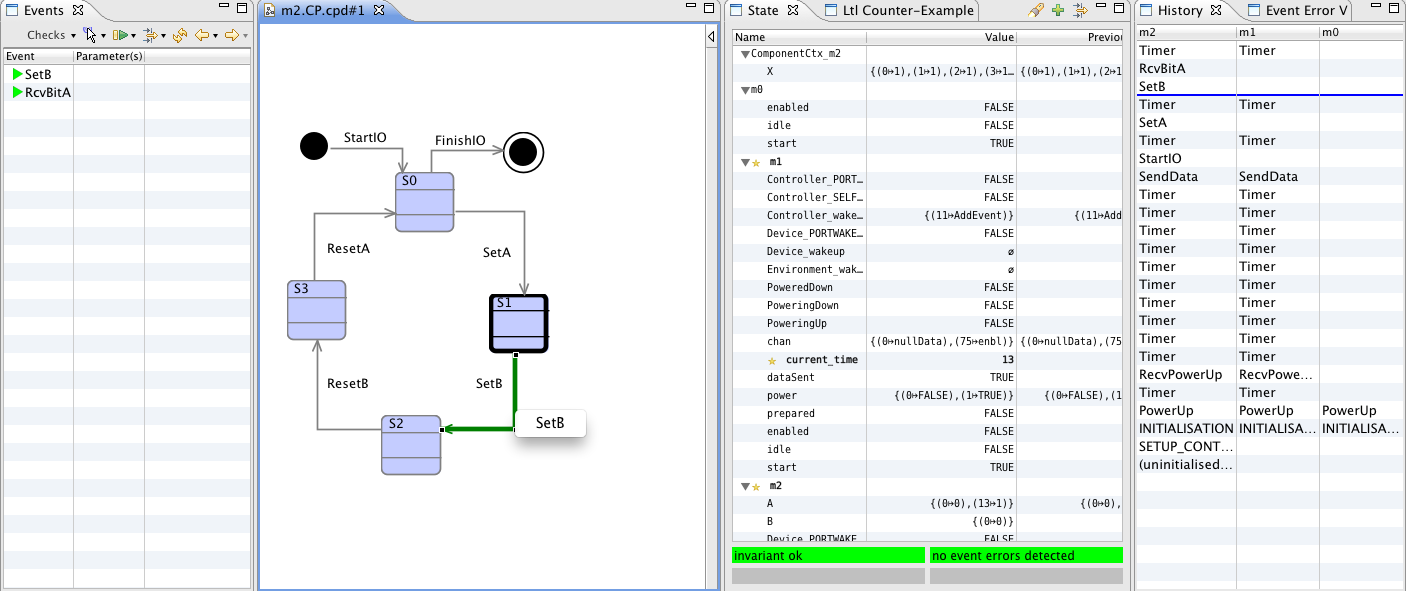 Events
m2.CP.cpd#1
State
Ltl Counter-Example
History
Event Error V
Checks
Event Parameter(s)
SetB
RcvBitA
StartIO
FinishIO
S0
ResetA
SetA
S3
S1
SetB
ResetB
S2
SetB
Name Value Previou
ComponentCtx_m2
X {(0↦1),(1↦1),(2↦1),(3↦1… {(0↦1),(1↦1),(2↦1
m0
enabled FALSE
idle FALSE
start TRUE
m1
Controller_PORT… FALSE
Controller_SELF… FALSE
Controller_wake… {(11↦AddEvent)} {(11↦Add
Device_PORTWAKE… FALSE
Device_wakeup ∅
Environment_wak… ∅
PoweredDown FALSE
PoweringDown FALSE
PoweringUp FALSE
chan {(0↦nullData),(75↦enbl)} {(0↦nullData),(75
current_time 13
dataSent TRUE
power {(0↦FALSE),(1↦TRUE)} {(0↦FALSE),(1
prepared FALSE
enabled FALSE
idle FALSE
start TRUE
m2
A {(0↦0),(13↦1)} {(0↦0),
B {(0↦0)}
Device_PORTWAKE… FALSE
invariant ok
no event errors detected
m2 m1 m0
Timer Timer
RcvBitA
SetB
Timer Timer
SetA
Timer Timer
StartIO
SendData SendData
Timer Timer
Timer Timer
Timer Timer
Timer Timer
Timer Timer
Timer Timer
Timer Timer
Timer Timer
Timer Timer
Timer Timer
RecvPowerUp RecvPowe...
Timer Timer
PowerUp PowerUp PowerUp
INITIALISATION INITIALISA... INITIALISA...
SETUP_CONT...
(uninitialised...